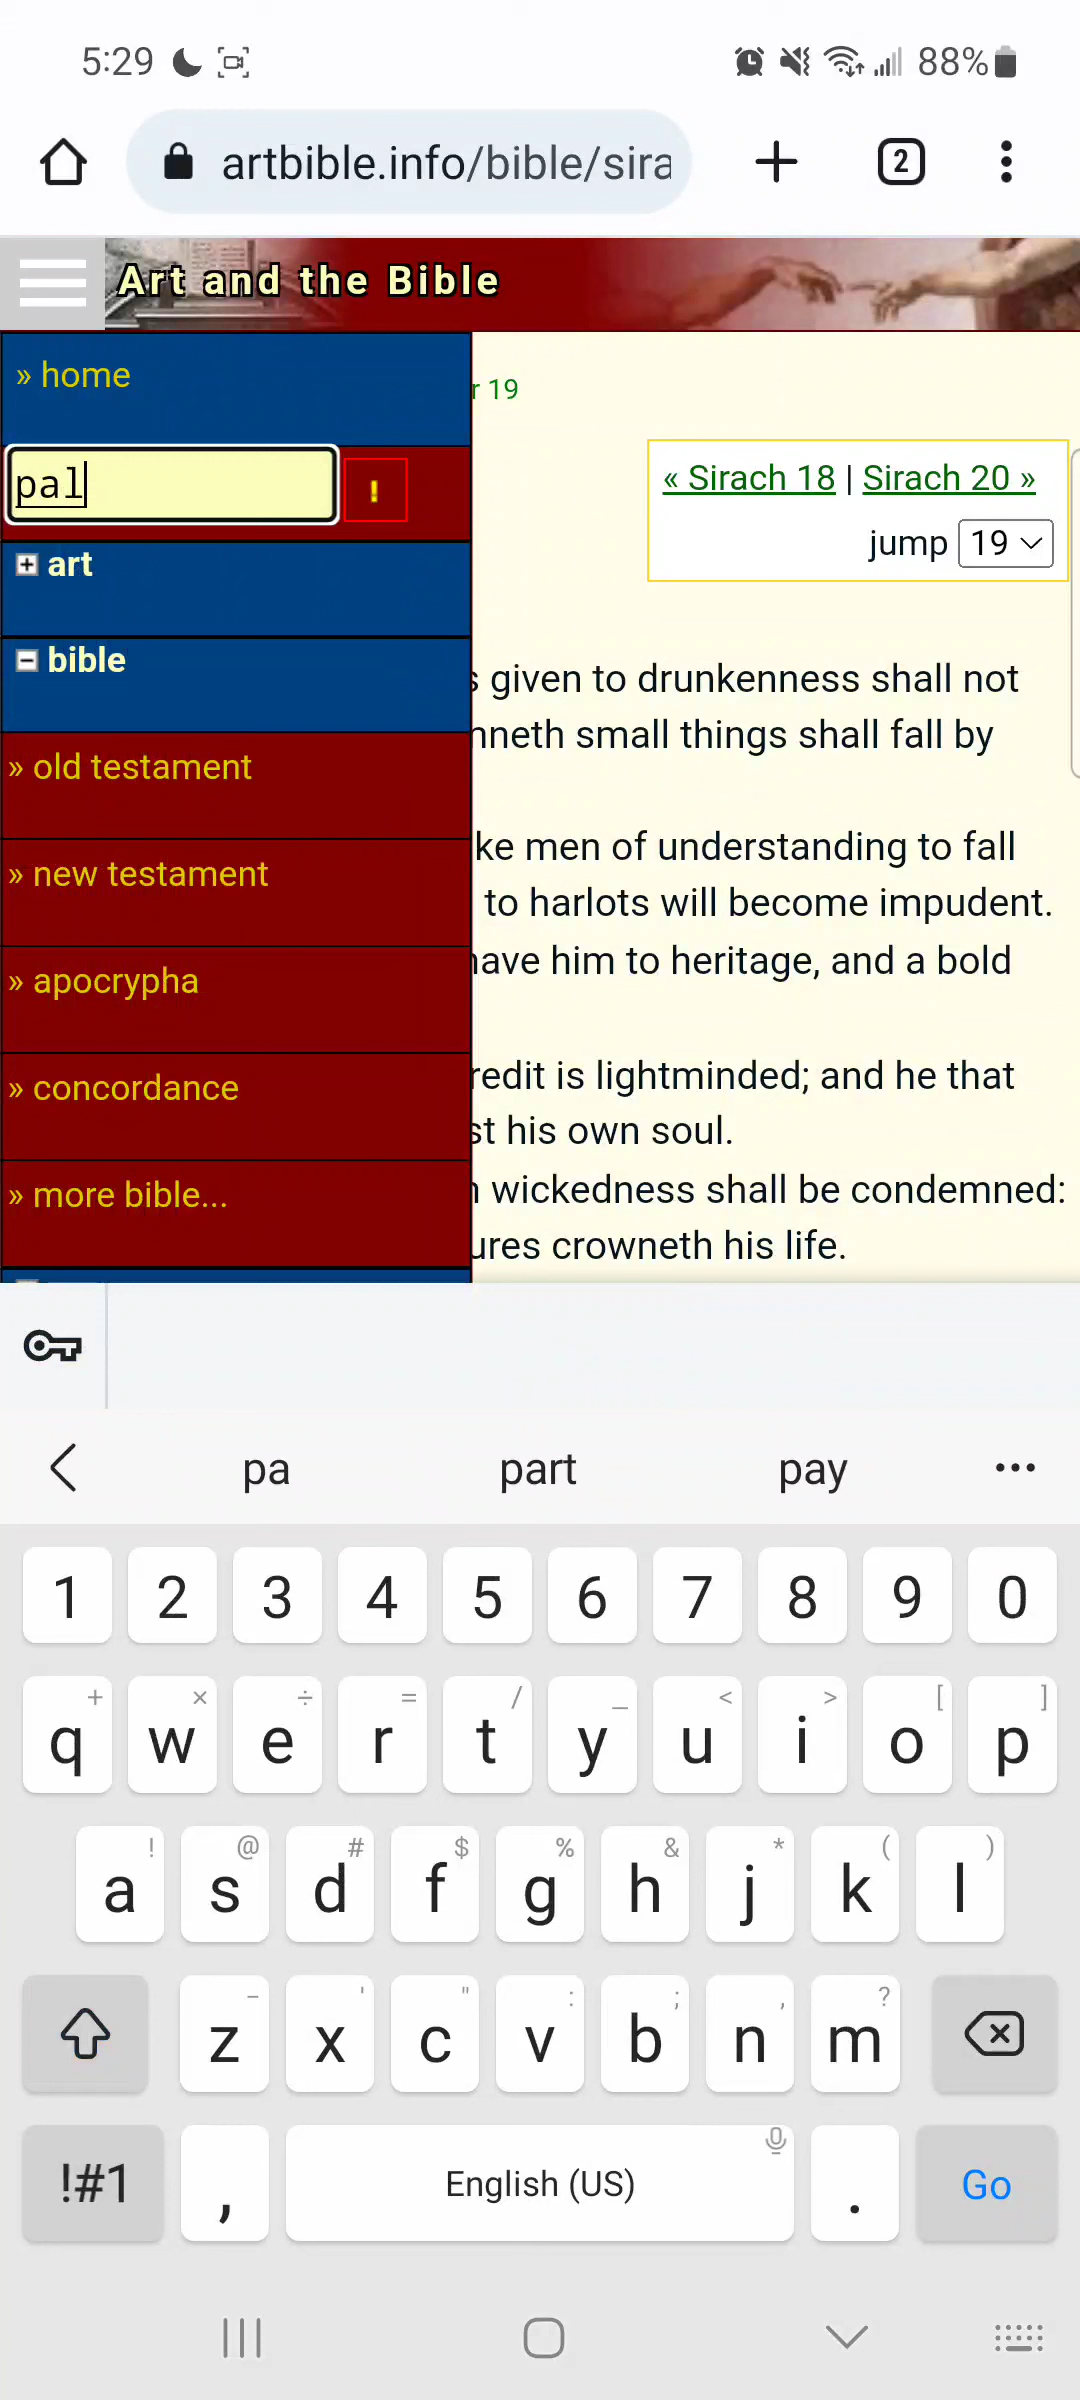 5:29
88%
artbible.info/bible/sira
2
Art and the Bible
» home
r 19
pal
!
« Sirach 18 | Sirach 20 »
jump 19
art
bible
given to drunkenness shall not
nneth small things shall fall by
» old testament
ke men of understanding to fall
» new testament
to harlots will become impudent.
have him to heritage, and a bold
» apocrypha
redit is lightminded; and he that
» concordance
st his own soul.
wickedness shall be condemned:
» more bible...
ures crowneth his life.
pa part pay
1 2 3 4 5 6 7 8 9 0
+ × ÷ = / _ < > [ ]
q w e r t y u i o p
! @ # $ % & * ( )
a s d f g h j k l
- ' " : ; , ?
z x c v b n m
!#1 , English (US) . Go